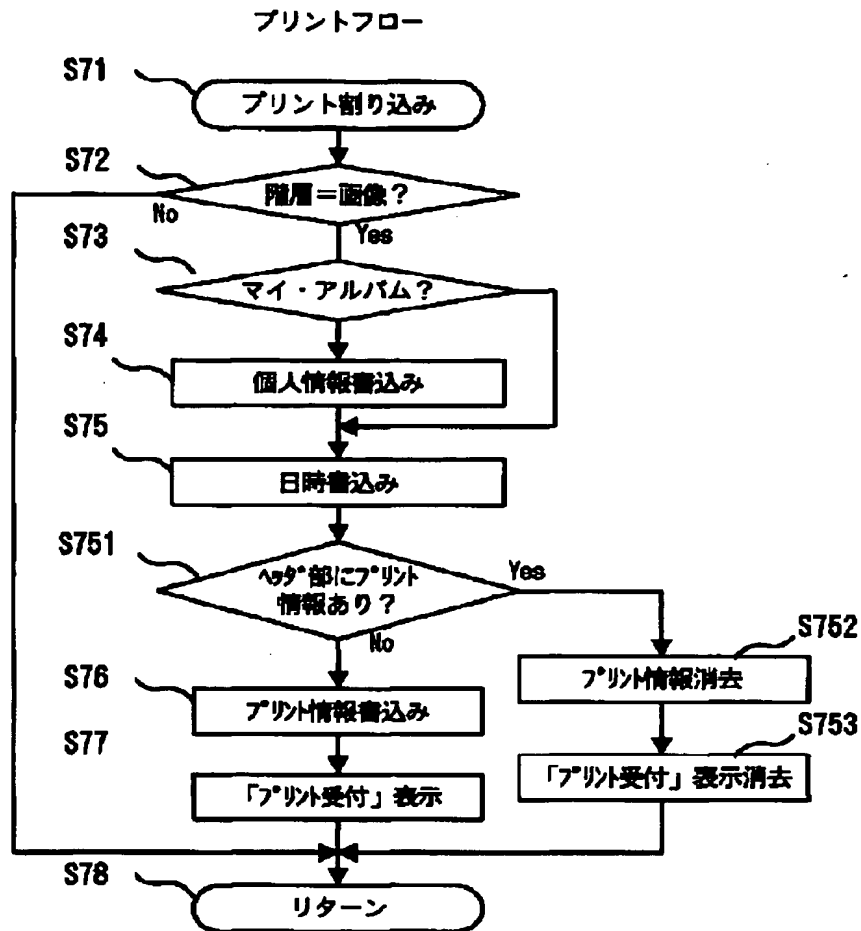 プリントフロー
S71
プリント割り込み
S72
階層＝画像？
No
Yes
S73
マイ・アルバム？
S74
個人情報書込み
S75
日時書込み
S751
ﾍｯﾀﾞ部にﾌﾟﾘﾝﾄ
情報あり？
Yes
No
S752
ﾌﾟﾘﾝﾄ情報消去
S76
ﾌﾟﾘﾝﾄ情報書込み
S753
「ﾌﾟﾘﾝﾄ受付」表示消去
S77
「ﾌﾟﾘﾝﾄ受付」表示
S78
リターン